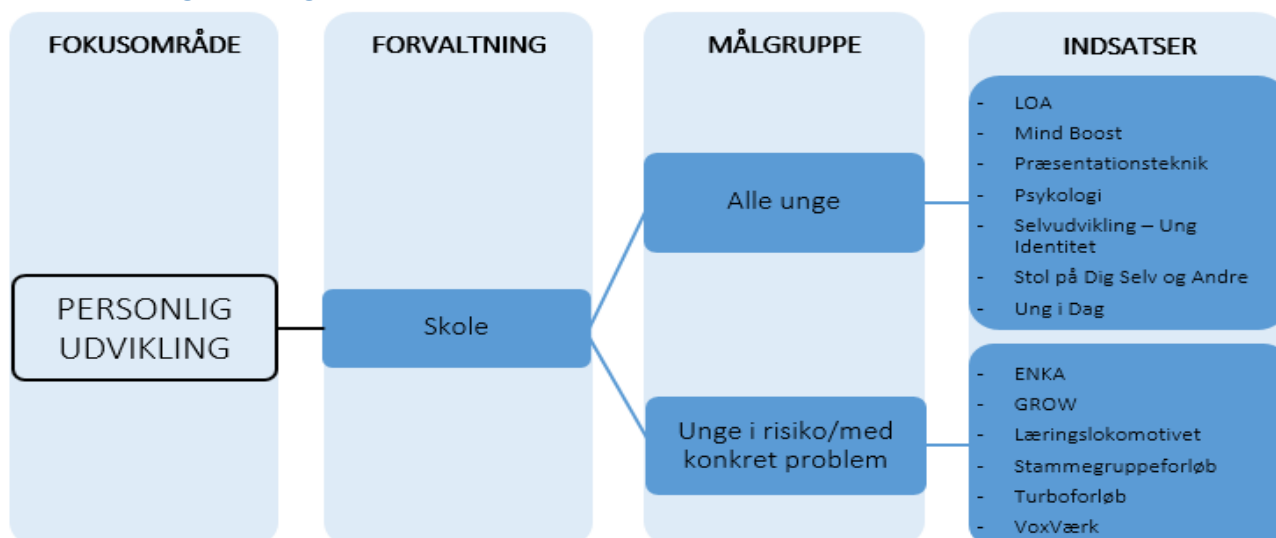 FOKUSOMRÅDE
FORVALTNING
MÅLGRUPPE
INDSATSER
PERSONLIG
UDVIKLING
Skole
Alle unge
- LOA
- Mind Boost
- Præsentationsteknik
- Psykologi
- Selvudvikling – Ung
Identitet
- Stol på Dig Selv og Andre
- Ung i Dag
Unge i risiko/med
konkret problem
- ENKA
- GROW
- Læringslokomotivet
- Stammegruppeforløb
- Turboforløb
- VoxVærk